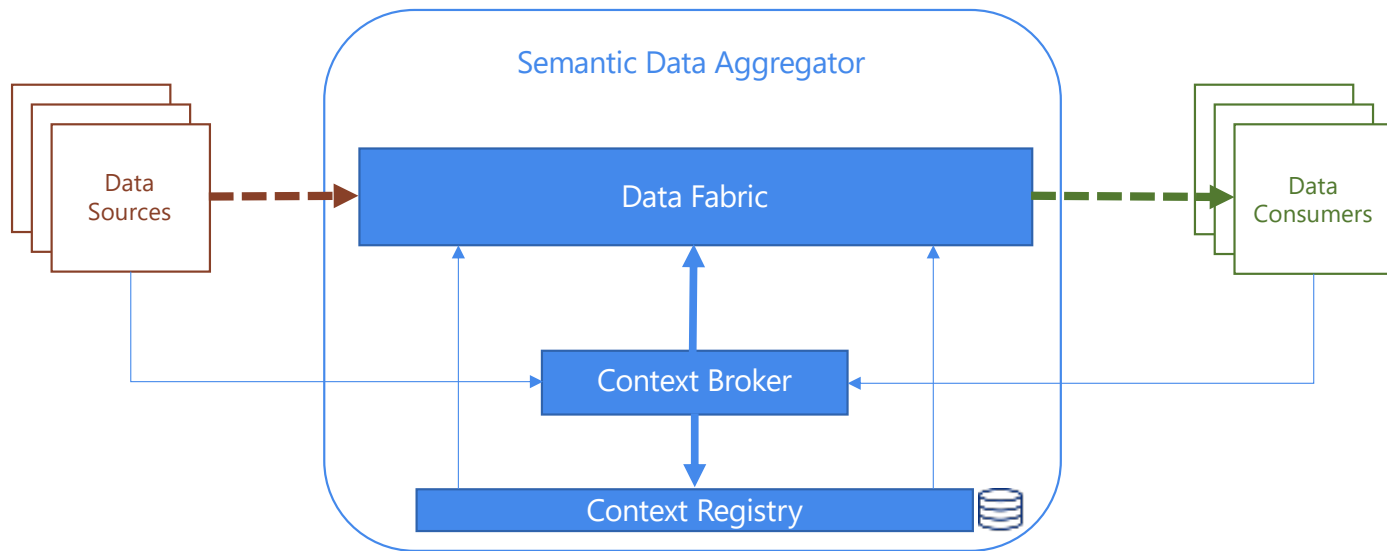 Semantic Data Aggregator
Data
Sources
Data Fabric
Data
Consumers
Context Broker
Context Registry